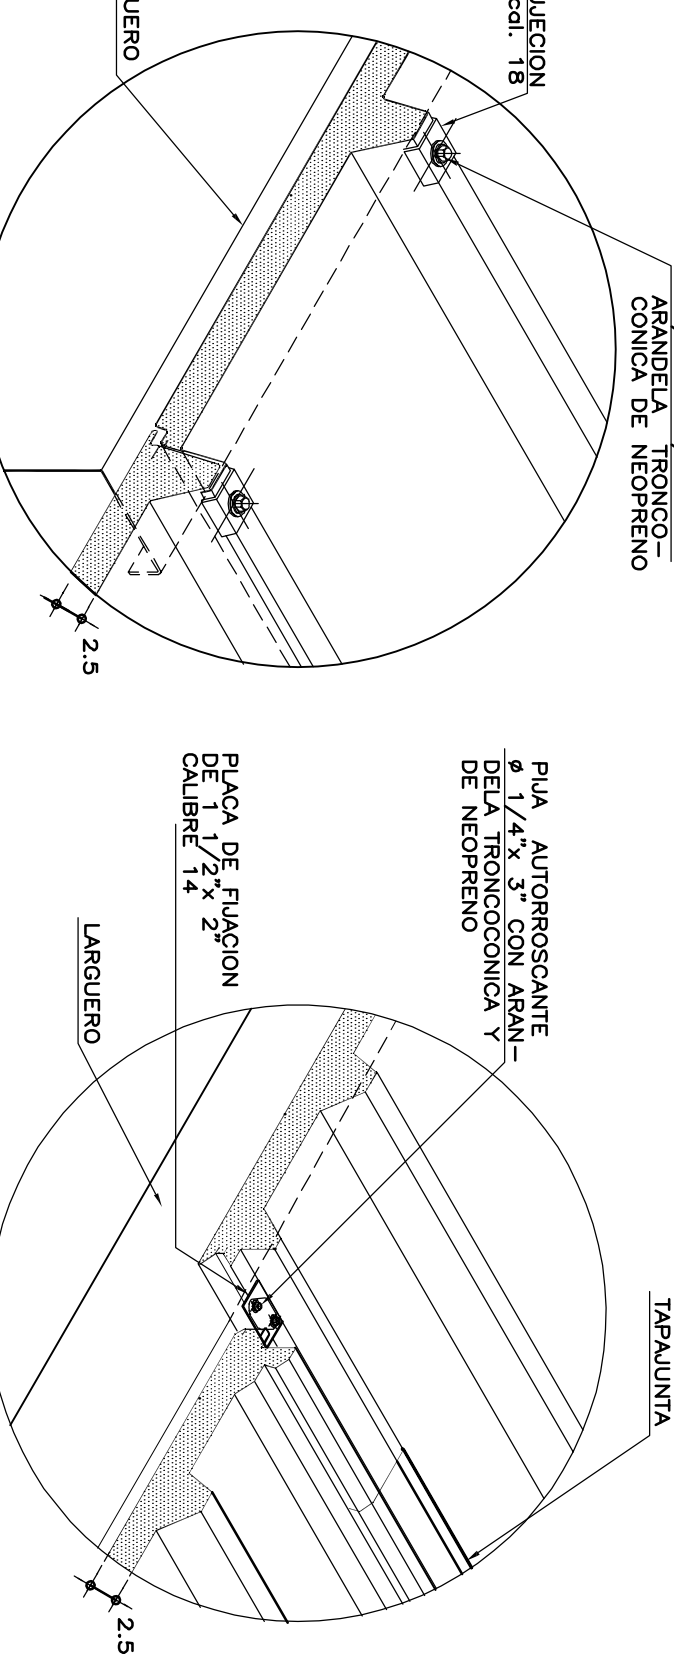 UJECION
cal. 18
UERO
ARANDELA TRONCO-
CONICA DE NEOPRENO
2.5
PIJA AUTORROSCANTE
ø 1/4"x 3" CON ARAN-
DELA TRONCOCONICA Y
DE NEOPRENO
PLACA DE FIJACION
DE 1 1/2"x 2"
CALIBRE 14
LARGUERO
TAPAJUNTA
2.5